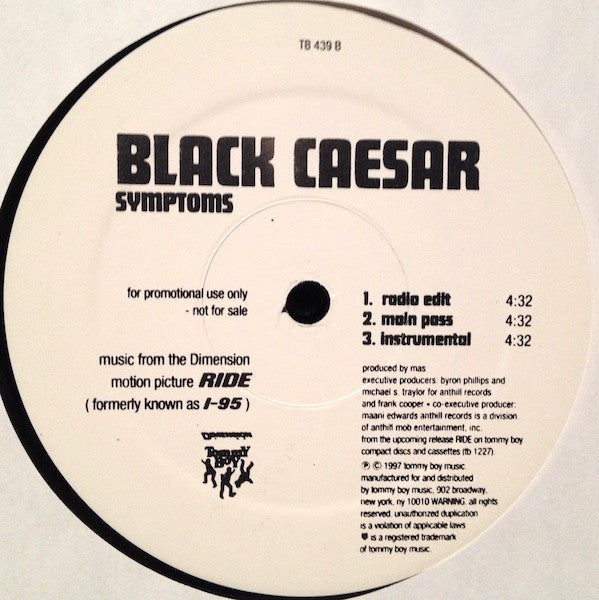 TB 439 B
BLACK CAESAR
SYMPTOMS
for promotional use only
- not for sale
1. radio edit 4:32
2. main pass 4:32
3. instrumental 4:32
music from the Dimension
motion picture RIDE
( formerly known as I-95 )
DIMENSION
Tommy
Boy
produced by mas
executive producers: byron phillips and
michael s. traylor for anthill records
and frank cooper • co-executive producer:
maani edwards anthill records is a division
of anthill mob entertainment, inc.
from the upcoming release RIDE on tommy boy
compact discs and cassettes (tb 1227).
℗ © 1997 tommy boy music.
manufactured for and distributed
by tommy boy music, 902 broadway,
new york, ny 10010 WARNING: all rights
reserved. unauthorized duplication
is a violation of applicable laws
is a registered trademark
of tommy boy music.